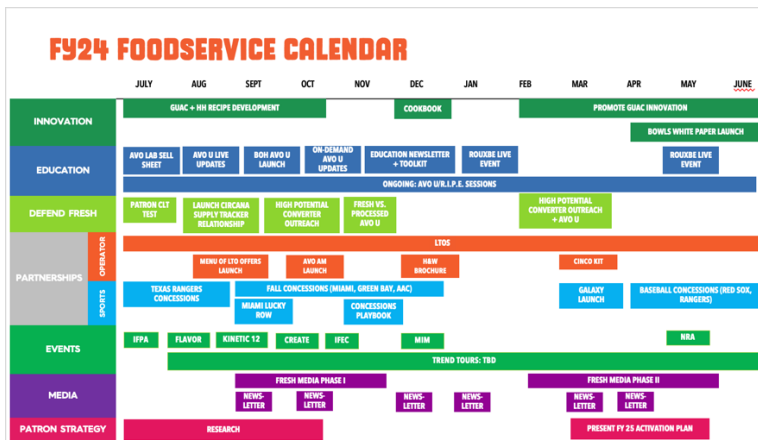 FY24 FOODSERVICE CALENDAR
JULY AUG SEPT OCT NOV DEC JAN FEB MAR APR MAY JUNE
INNOVATION
GUAC + HH RECIPE DEVELOPMENT
COOKBOOK
PROMOTE GUAC INNOVATION
BOWLS WHITE PAPER LAUNCH
EDUCATION
AVO LAB SELL
SHEET
AVO U LIVE
UPDATES
BOH AVO U
LAUNCH
ON-DEMAND
AVO U
UPDATES
EDUCATION NEWSLETTER
+ TOOLKIT
ROUXBE LIVE
EVENT
ROUXBE LIVE
EVENT
ONGOING: AVO U/R.I.P.E. SESSIONS
DEFEND FRESH
PATRON CLT
TEST
LAUNCH CIRCANA
SUPPLY TRACKER
RELATIONSHIP
HIGH POTENTIAL
CONVERTER
OUTREACH
FRESH VS.
PROCESSED
AVO U
HIGH POTENTIAL
CONVERTER OUTREACH
+ AVO U
PARTNERSHIPS
OPERATOR
LTOS
MENU OF LTO OFFERS
LAUNCH
AVO AM
LAUNCH
H&W
BROCHURE
CINCO KIT
SPORTS
TEXAS RANGERS
CONCESSIONS
FALL CONCESSIONS (MIAMI, GREEN BAY, AAC)
MIAMI LUCKY
ROW
CONCESSIONS
PLAYBOOK
GALAXY
LAUNCH
BASEBALL CONCESSIONS (RED SOX,
RANGERS)
EVENTS
IFPA
FLAVOR
KINETIC 12
CREATE
IFEC
MIM
NRA
TREND TOURS: TBD
MEDIA
FRESH MEDIA PHASE I
FRESH MEDIA PHASE II
NEWS-
LETTER
NEWS-
LETTER
NEWS-
LETTER
NEWS-
LETTER
NEWS-
LETTER
NEWS-
LETTER
PATRON STRATEGY
RESEARCH
PRESENT FY 25 ACTIVATION PLAN